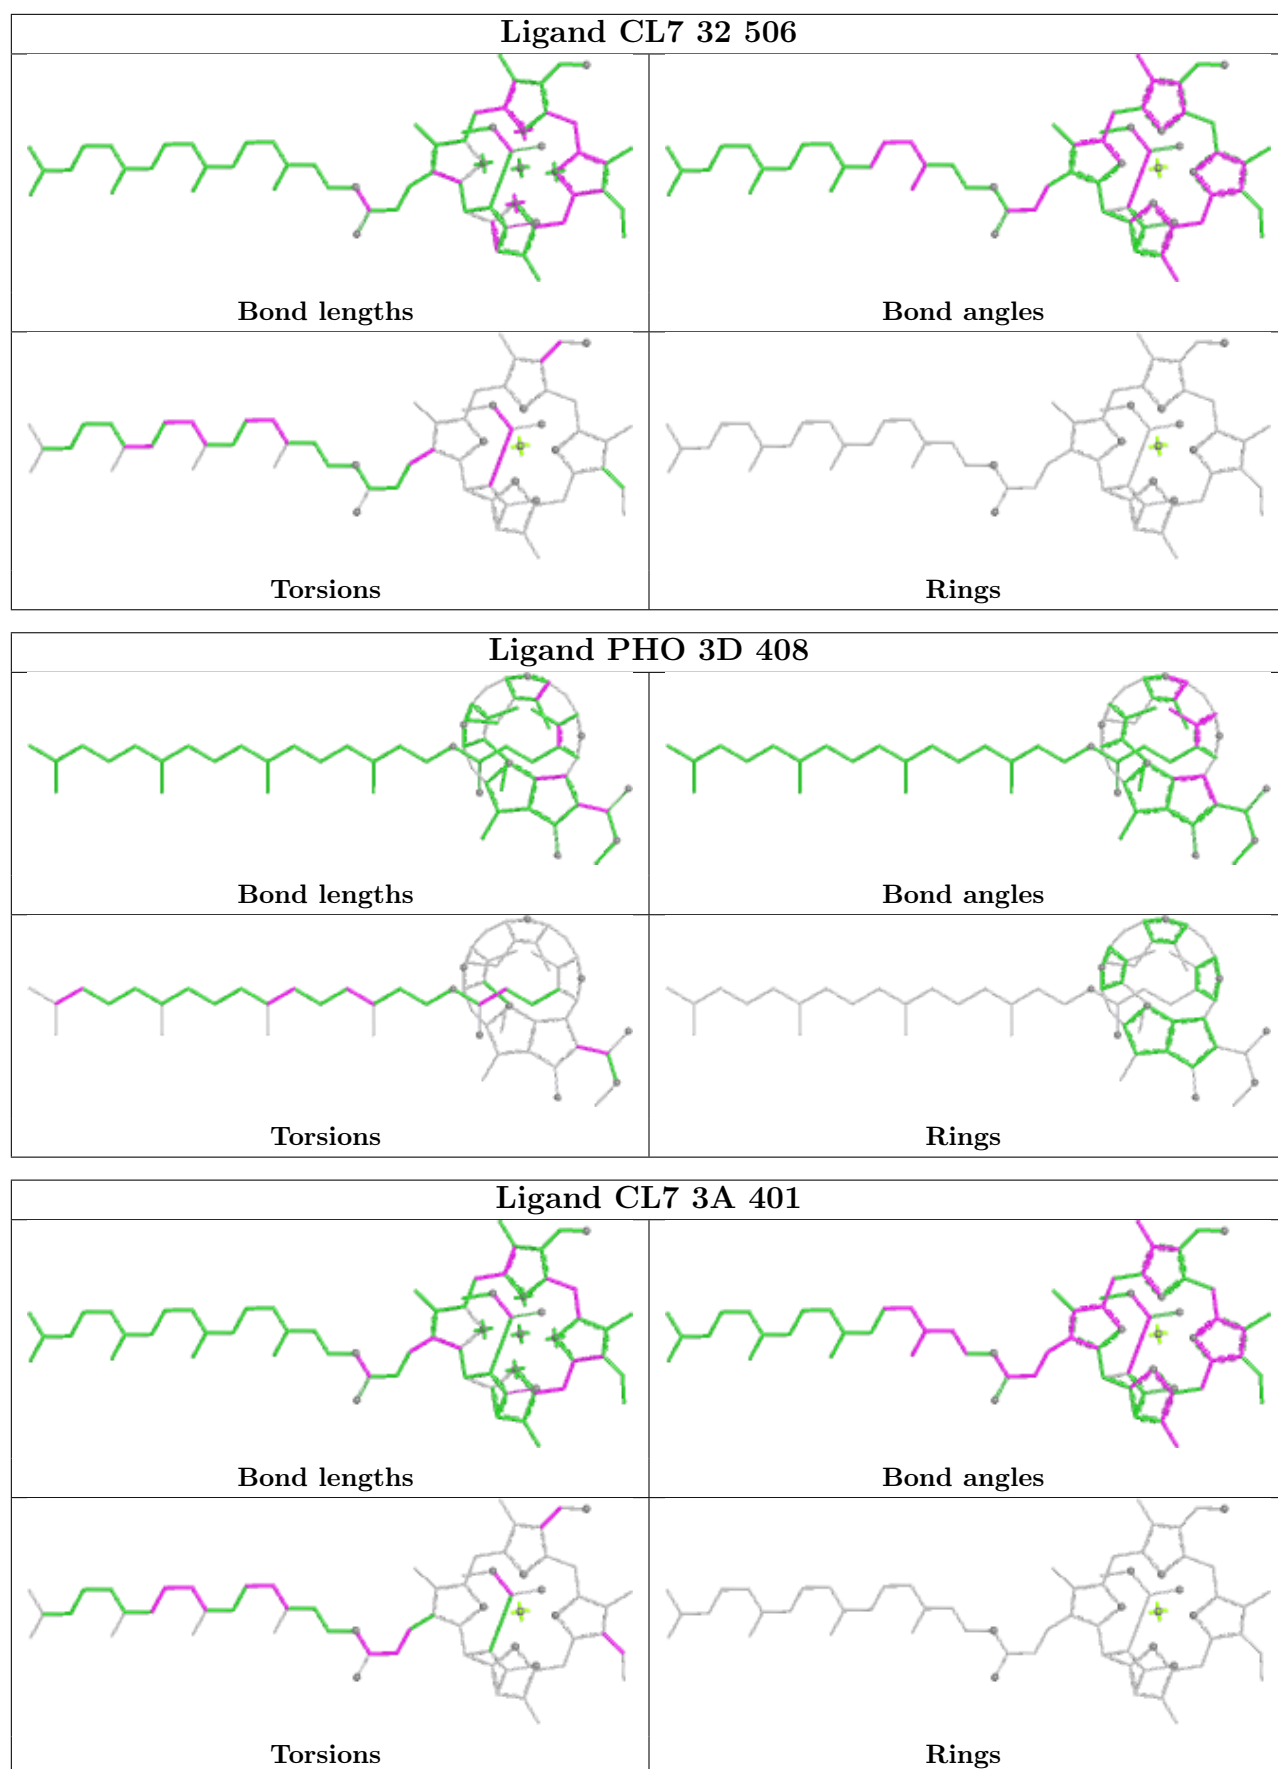 Ligand CL7 32 506
Bond lengths
Bond angles
Torsions
Rings
Ligand PHO 3D 408
Bond lengths
Bond angles
Torsions
Rings
Ligand CL7 3A 401
Bond lengths
Bond angles
Torsions
Rings